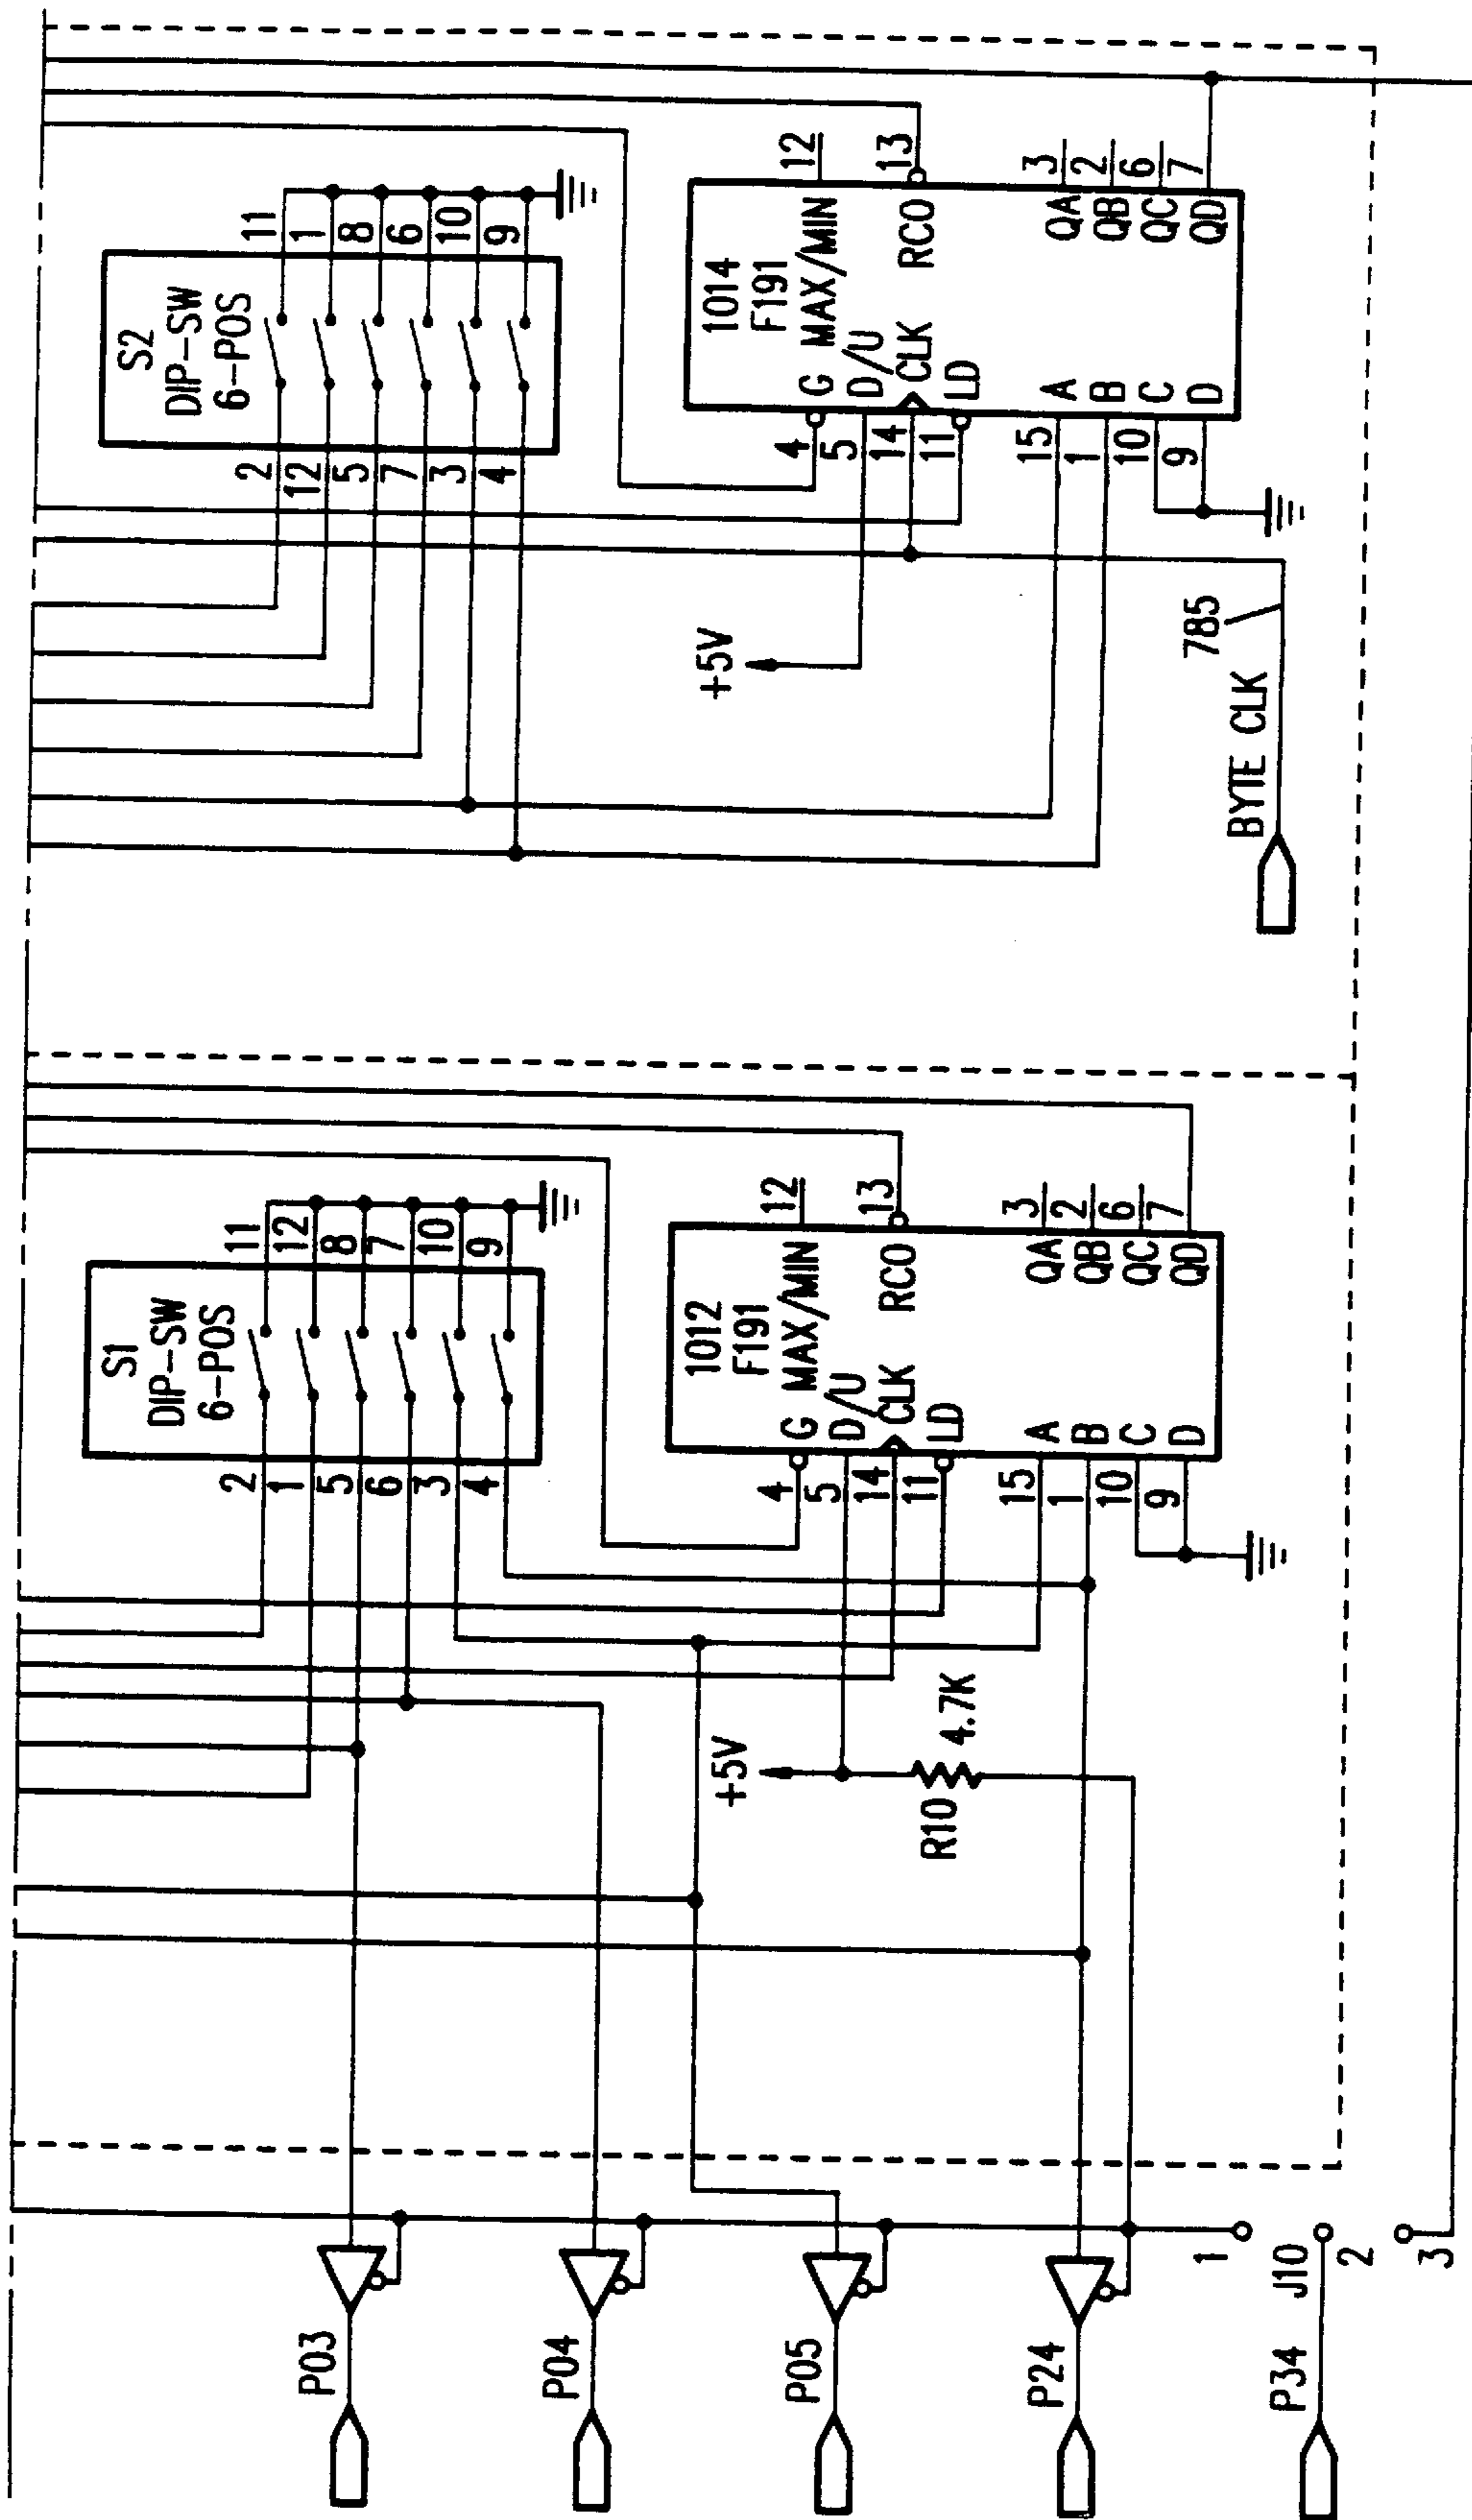 S1
DIP-SW
6-POS
2
1
5
6
3
4
11
12
8
7
10
9
S2
DIP-SW
6-POS
2
12
5
7
3
4
11
1
8
6
10
9
P03
P04
+5V
1012
F191
4
G
MAX/MIN
12
5
D/U
14
CLK
RCO
13
11
LD
15
A
QA
3
1
B
QB
2
10
C
QC
6
9
D
QD
7
P05
R10
4.7K
+5V
1014
F191
4
G
MAX/MIN
12
5
D/U
14
CLK
RCO
13
11
LD
15
A
QA
3
1
B
QB
2
10
C
QC
6
9
D
QD
7
P24
BYTE CLK
785
1
P34
J10
2
3